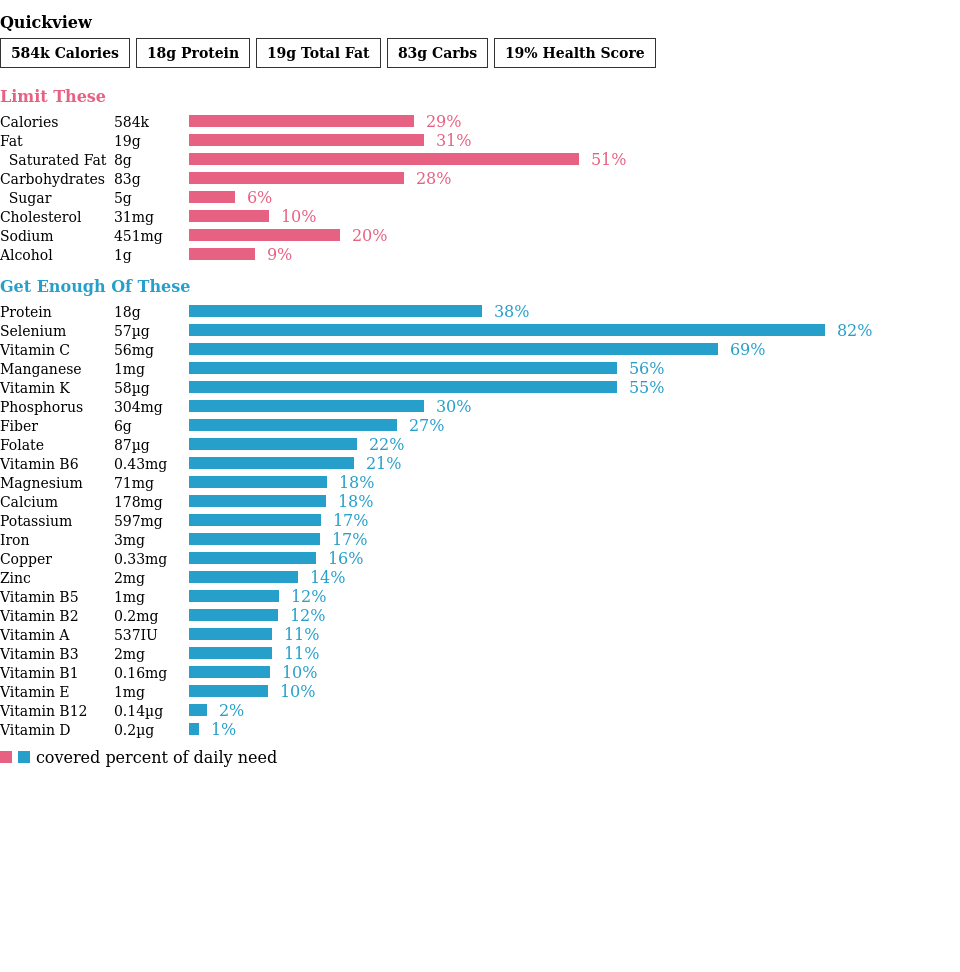 Quickview
584k Calories 18g Protein 19g Total Fat 83g Carbs 19% Health Score
Limit These
Calories 584k 29%
Fat 19g 31%
Saturated Fat 8g 51%
Carbohydrates 83g 28%
Sugar 5g 6%
Cholesterol 31mg 10%
Sodium 451mg 20%
Alcohol 1g 9%
Get Enough Of These
Protein 18g 38%
Selenium 57µg 82%
Vitamin C 56mg 69%
Manganese 1mg 56%
Vitamin K 58µg 55%
Phosphorus 304mg 30%
Fiber 6g 27%
Folate 87µg 22%
Vitamin B6 0.43mg 21%
Magnesium 71mg 18%
Calcium 178mg 18%
Potassium 597mg 17%
Iron 3mg 17%
Copper 0.33mg 16%
Zinc 2mg 14%
Vitamin B5 1mg 12%
Vitamin B2 0.2mg 12%
Vitamin A 537IU 11%
Vitamin B3 2mg 11%
Vitamin B1 0.16mg 10%
Vitamin E 1mg 10%
Vitamin B12 0.14µg 2%
Vitamin D 0.2µg 1%
covered percent of daily need